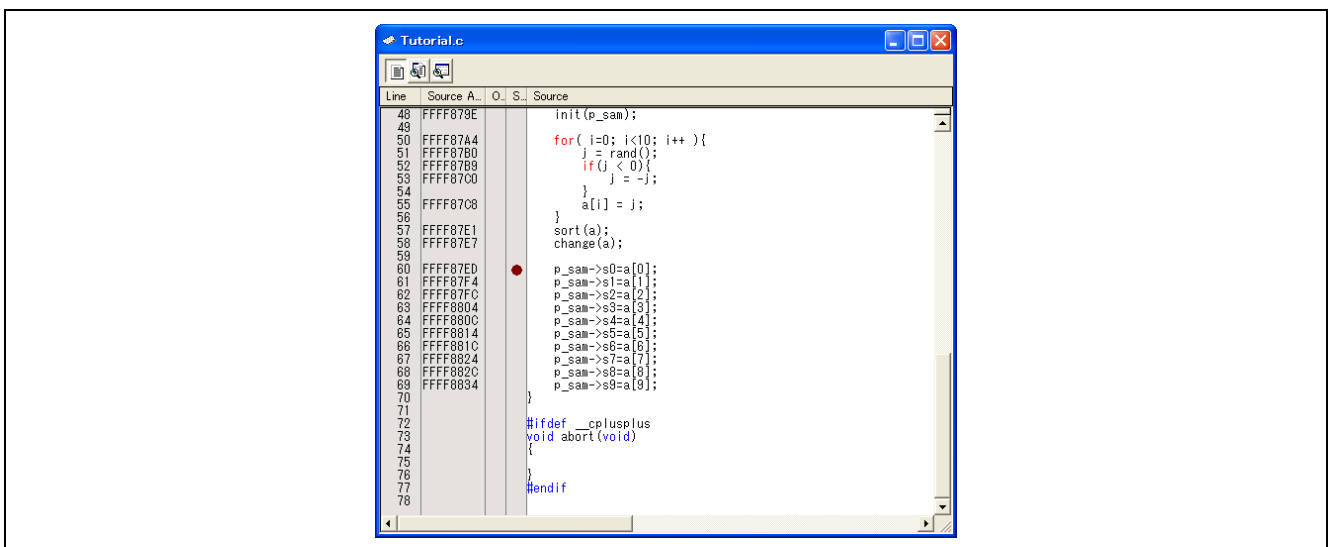 Tutorial.c
Line Source A... O.. S.. Source
48 FFFF879E init(p_sam);
49
50 FFFF87A4 for( i=0; i<10; i++ ){
51 FFFF87B0 j = rand();
52 FFFF87B9 if(j < 0){
53 FFFF87C0 j = -j;
54 }
55 FFFF87C8 a[i] = j;
56 }
57 FFFF87E1 sort(a);
58 FFFF87E7 change(a);
59
60 FFFF87ED p_sam->s0=a[0];
61 FFFF87F4 p_sam->s1=a[1];
62 FFFF87FC p_sam->s2=a[2];
63 FFFF8804 p_sam->s3=a[3];
64 FFFF880C p_sam->s4=a[4];
65 FFFF8814 p_sam->s5=a[5];
66 FFFF881C p_sam->s6=a[6];
67 FFFF8824 p_sam->s7=a[7];
68 FFFF882C p_sam->s8=a[8];
69 FFFF8834 p_sam->s9=a[9];
70 }
71
72 #ifdef __cplusplus
73 void abort(void)
74 {
75
76 }
77 #endif
78